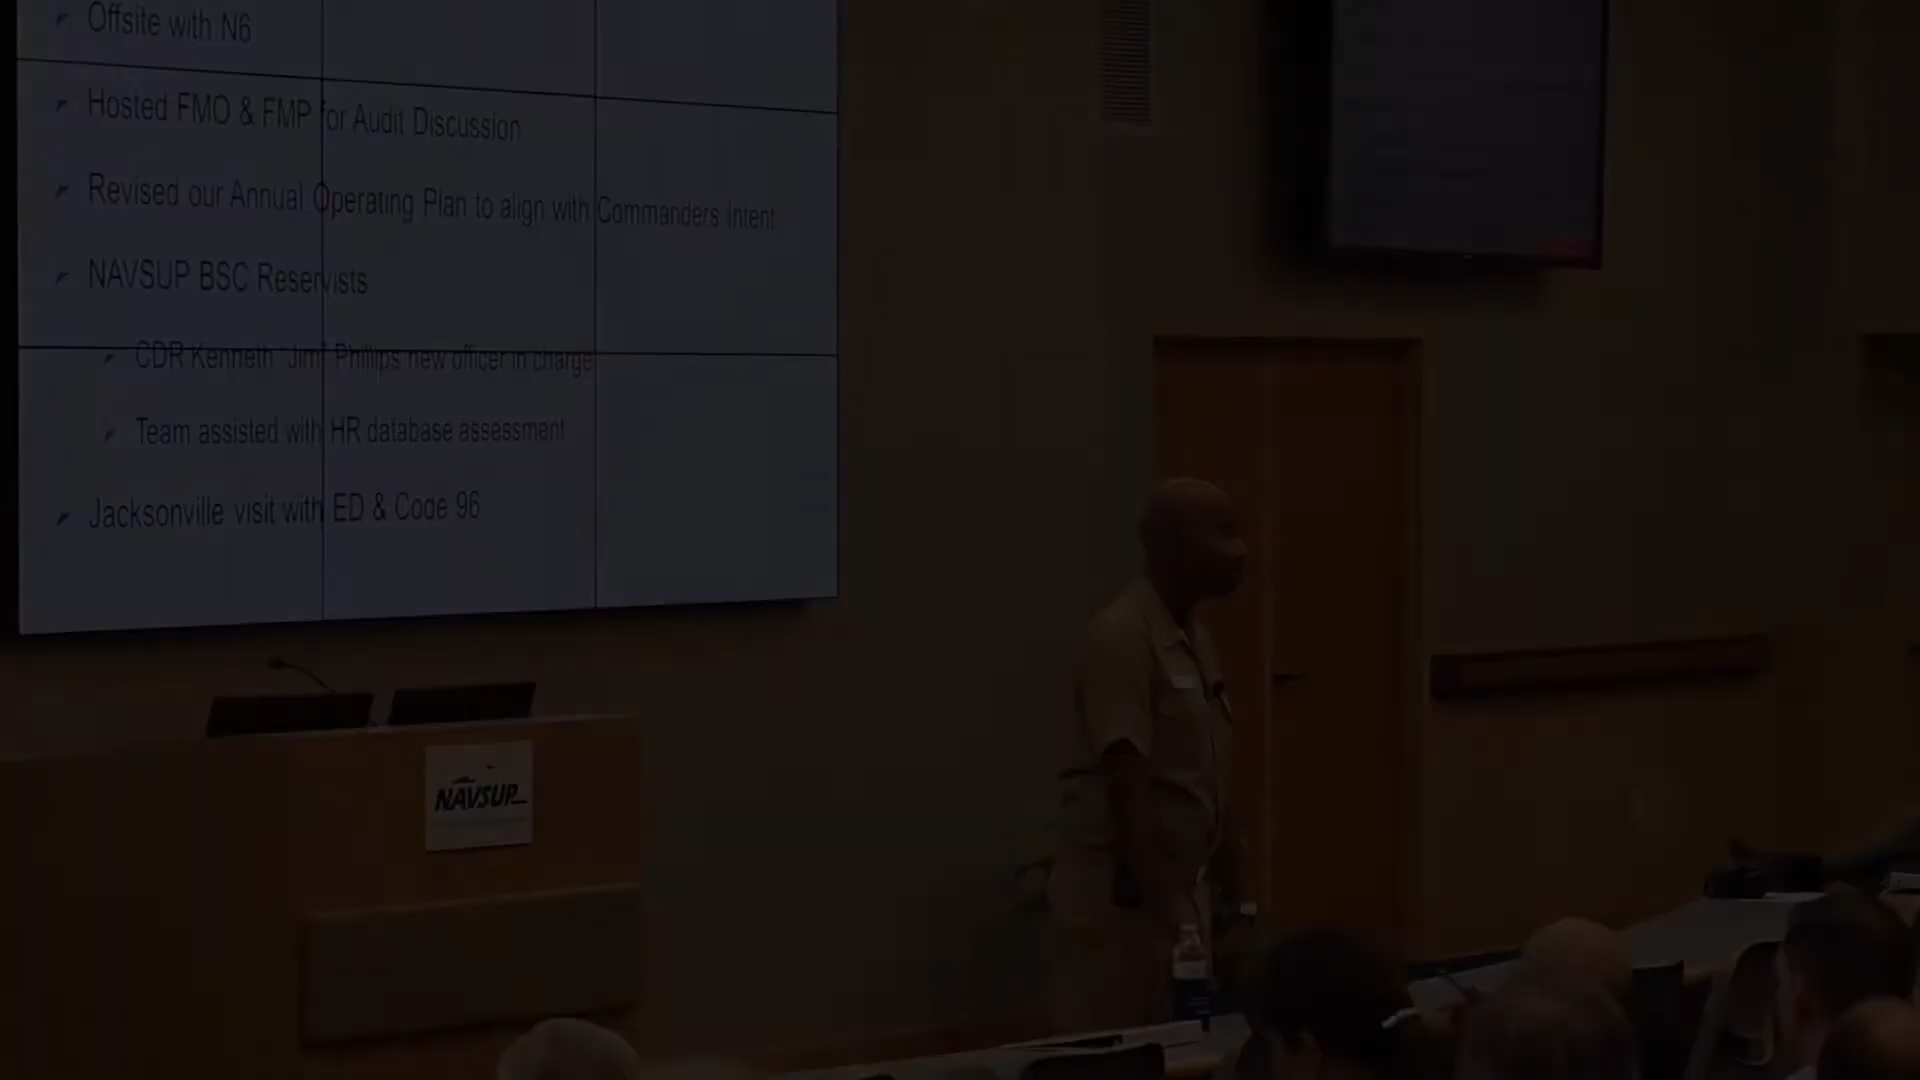 Offsite with N6
Hosted FMO & FMP for Audit Discussion
Revised our Annual Operating Plan to align with Commanders Intent
NAVSUP BSC Reservists
CDR Kenneth "Jim" Phillips new officer in charge
Team assisted with HR database assessment
Jacksonville visit with ED & Code 96
NAVSUP